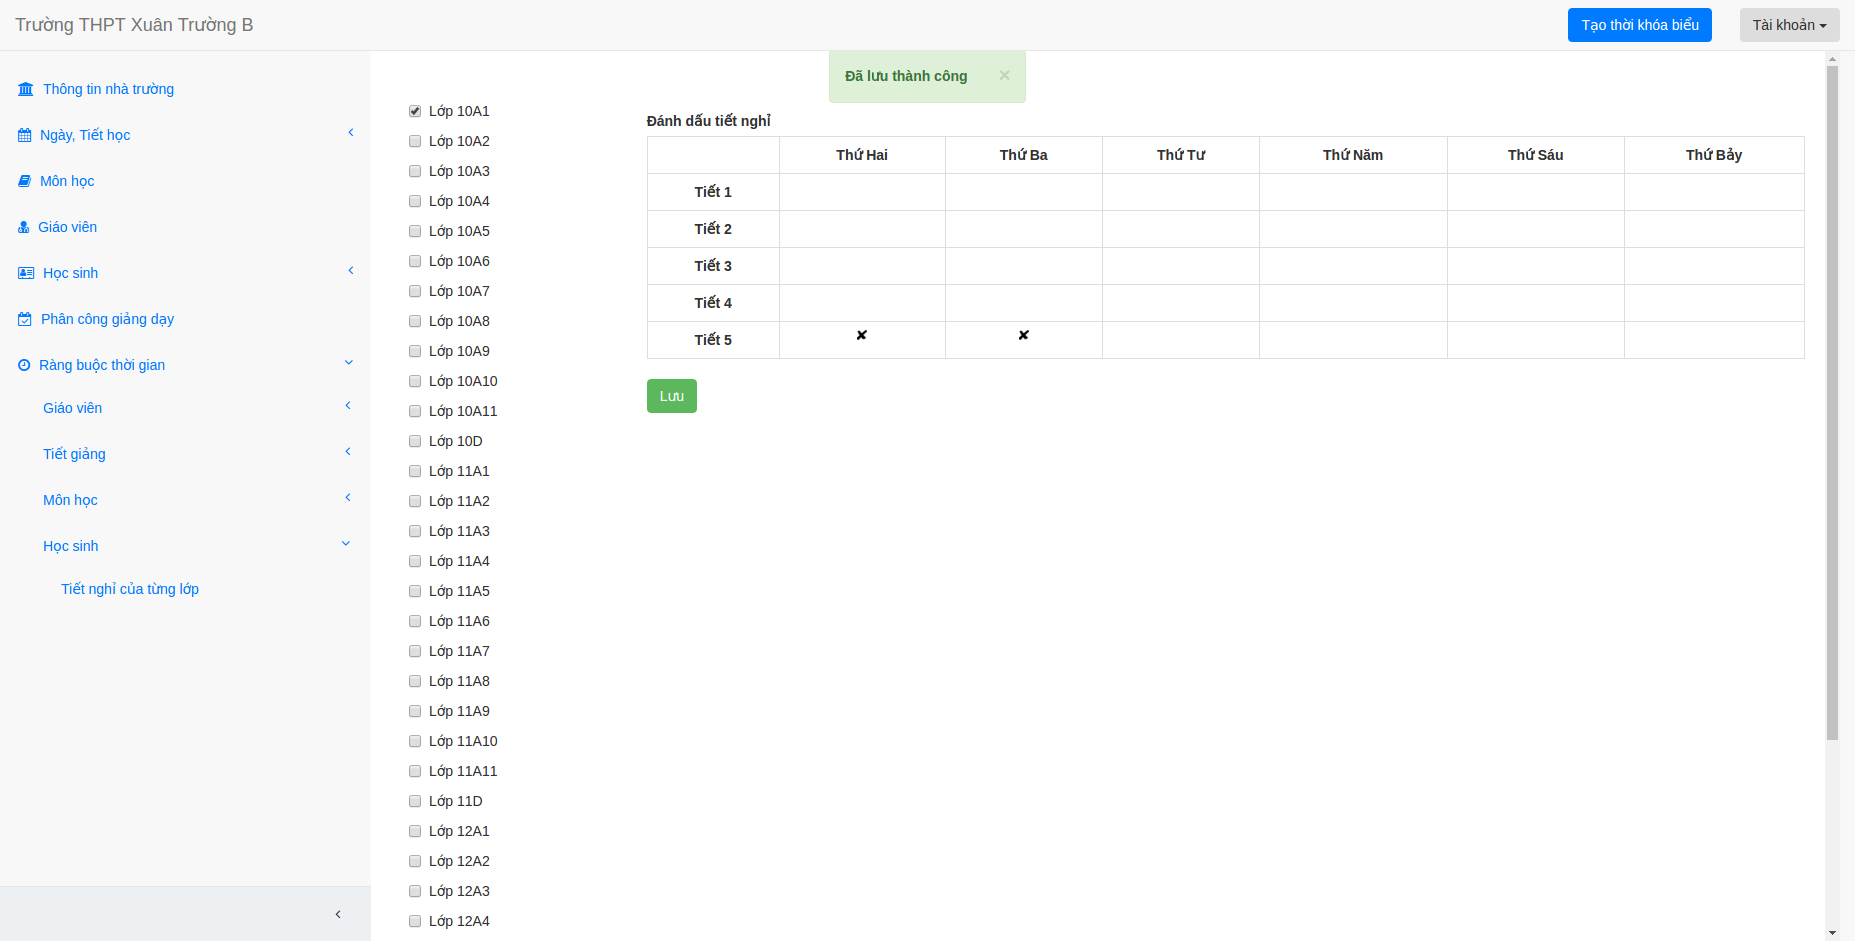 Trường THPT Xuân Trường B
Tạo thời khóa biểu
Tài khoản
Thông tin nhà trường
Ngày, Tiết học
Môn học
Giáo viên
Học sinh
Phân công giảng dạy
Ràng buộc thời gian
Giáo viên
Tiết giảng
Môn học
Học sinh
Tiết nghỉ của từng lớp
Đã lưu thành công ×
Lớp 10A1
Lớp 10A2
Lớp 10A3
Lớp 10A4
Lớp 10A5
Lớp 10A6
Lớp 10A7
Lớp 10A8
Lớp 10A9
Lớp 10A10
Lớp 10A11
Lớp 10D
Lớp 11A1
Lớp 11A2
Lớp 11A3
Lớp 11A4
Lớp 11A5
Lớp 11A6
Lớp 11A7
Lớp 11A8
Lớp 11A9
Lớp 11A10
Lớp 11A11
Lớp 11D
Lớp 12A1
Lớp 12A2
Lớp 12A3
Lớp 12A4
Đánh dấu tiết nghỉ
Thứ Hai Thứ Ba Thứ Tư Thứ Năm Thứ Sáu Thứ Bảy
Tiết 1
Tiết 2
Tiết 3
Tiết 4
Tiết 5 ✘ ✘
Lưu